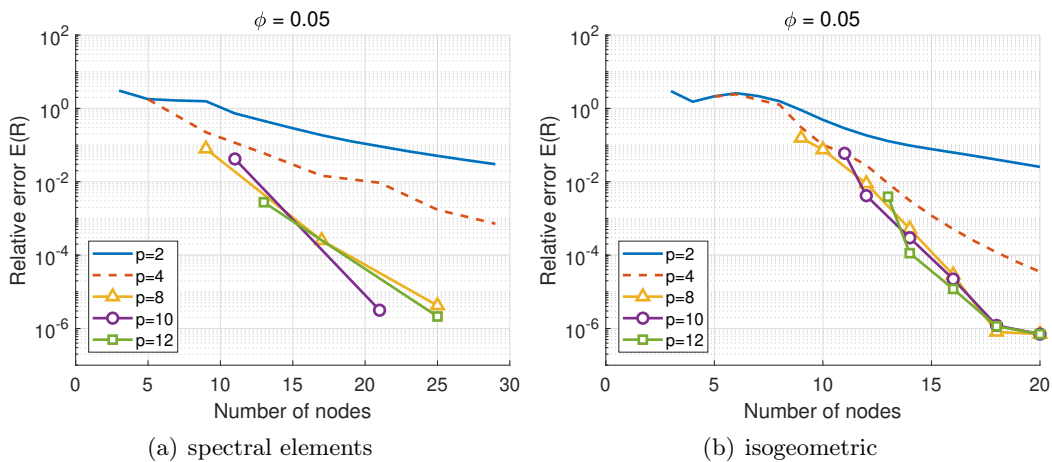 ϕ = 0.05
Relative error E(R)
10^2
10^0
10^-2
10^-4
10^-6
p=2
p=4
p=8
p=10
p=12
0 5 10 15 20 25 30
Number of nodes
(a) spectral elements
ϕ = 0.05
Relative error E(R)
10^2
10^0
10^-2
10^-4
10^-6
p=2
p=4
p=8
p=10
p=12
0 5 10 15 20
Number of nodes
(b) isogeometric